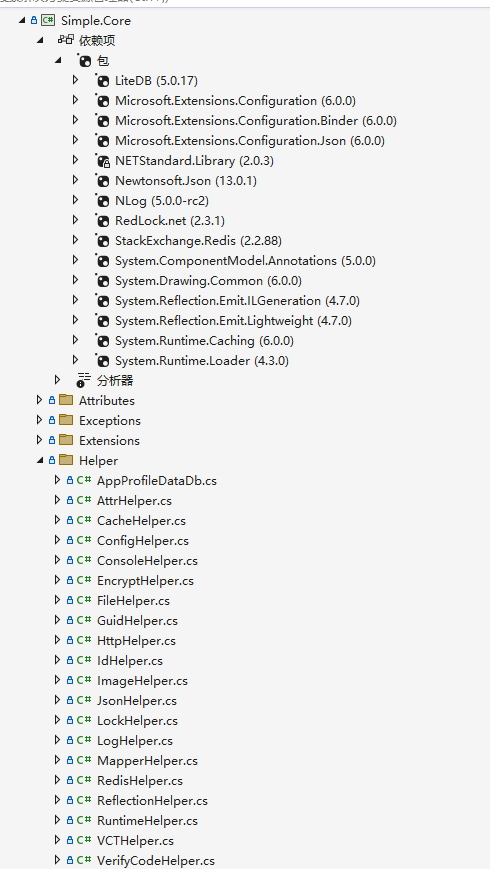 Simple.Core
依赖项
包
LiteDB (5.0.17)
Microsoft.Extensions.Configuration (6.0.0)
Microsoft.Extensions.Configuration.Binder (6.0.0)
Microsoft.Extensions.Configuration.Json (6.0.0)
NETStandard.Library (2.0.3)
Newtonsoft.Json (13.0.1)
NLog (5.0.0-rc2)
RedLock.net (2.3.1)
StackExchange.Redis (2.2.88)
System.ComponentModel.Annotations (5.0.0)
System.Drawing.Common (6.0.0)
System.Reflection.Emit.ILGeneration (4.7.0)
System.Reflection.Emit.Lightweight (4.7.0)
System.Runtime.Caching (6.0.0)
System.Runtime.Loader (4.3.0)
分析器
Attributes
Exceptions
Extensions
Helper
C# AppProfileDataDb.cs
C# AttrHelper.cs
C# CacheHelper.cs
C# ConfigHelper.cs
C# ConsoleHelper.cs
C# EncryptHelper.cs
C# FileHelper.cs
C# GuidHelper.cs
C# HttpHelper.cs
C# IdHelper.cs
C# ImageHelper.cs
C# JsonHelper.cs
C# LockHelper.cs
C# LogHelper.cs
C# MapperHelper.cs
C# RedisHelper.cs
C# ReflectionHelper.cs
C# RuntimeHelper.cs
C# VCTHelper.cs
C# VerifyCodeHelper.cs